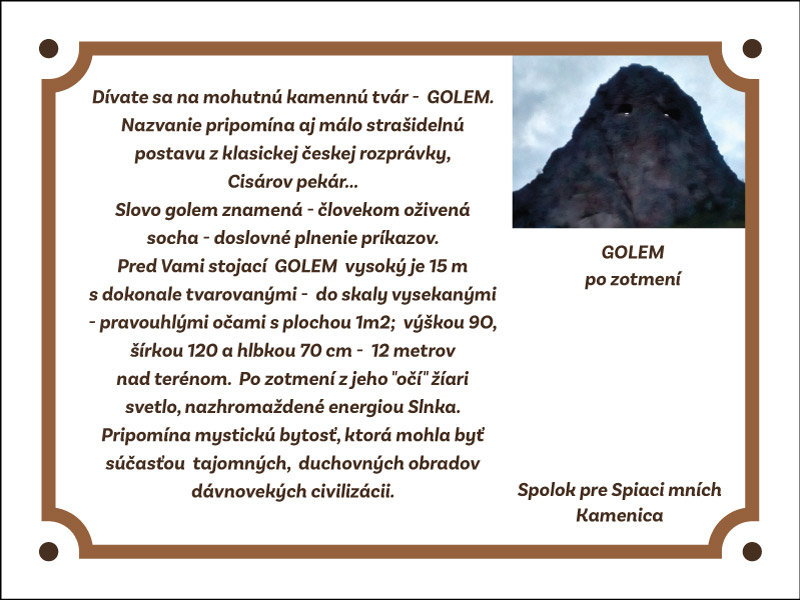 Dívate sa na mohutnú kamennú tvár - GOLEM.
Nazvanie pripomína aj málo strašidelnú
postavu z klasickej českej rozprávky,
Cisárov pekár...
Slovo golem znamená - človekom oživená
socha - doslovné plnenie príkazov.
Pred Vami stojací GOLEM vysoký je 15 m
s dokonale tvarovanými - do skaly vysekanými
- pravouhlými očami s plochou 1m2; výškou 90,
šírkou 120 a hlbkou 70 cm - 12 metrov
nad terénom. Po zotmení z jeho "očí" žíari
svetlo, nazhromaždené energiou Slnka.
Pripomína mystickú bytosť, ktorá mohla byť
súčasťou tajomných, duchovných obradov
dávnovekých civilizácii.
GOLEM
po zotmení
Spolok pre Spiaci mních
Kamenica